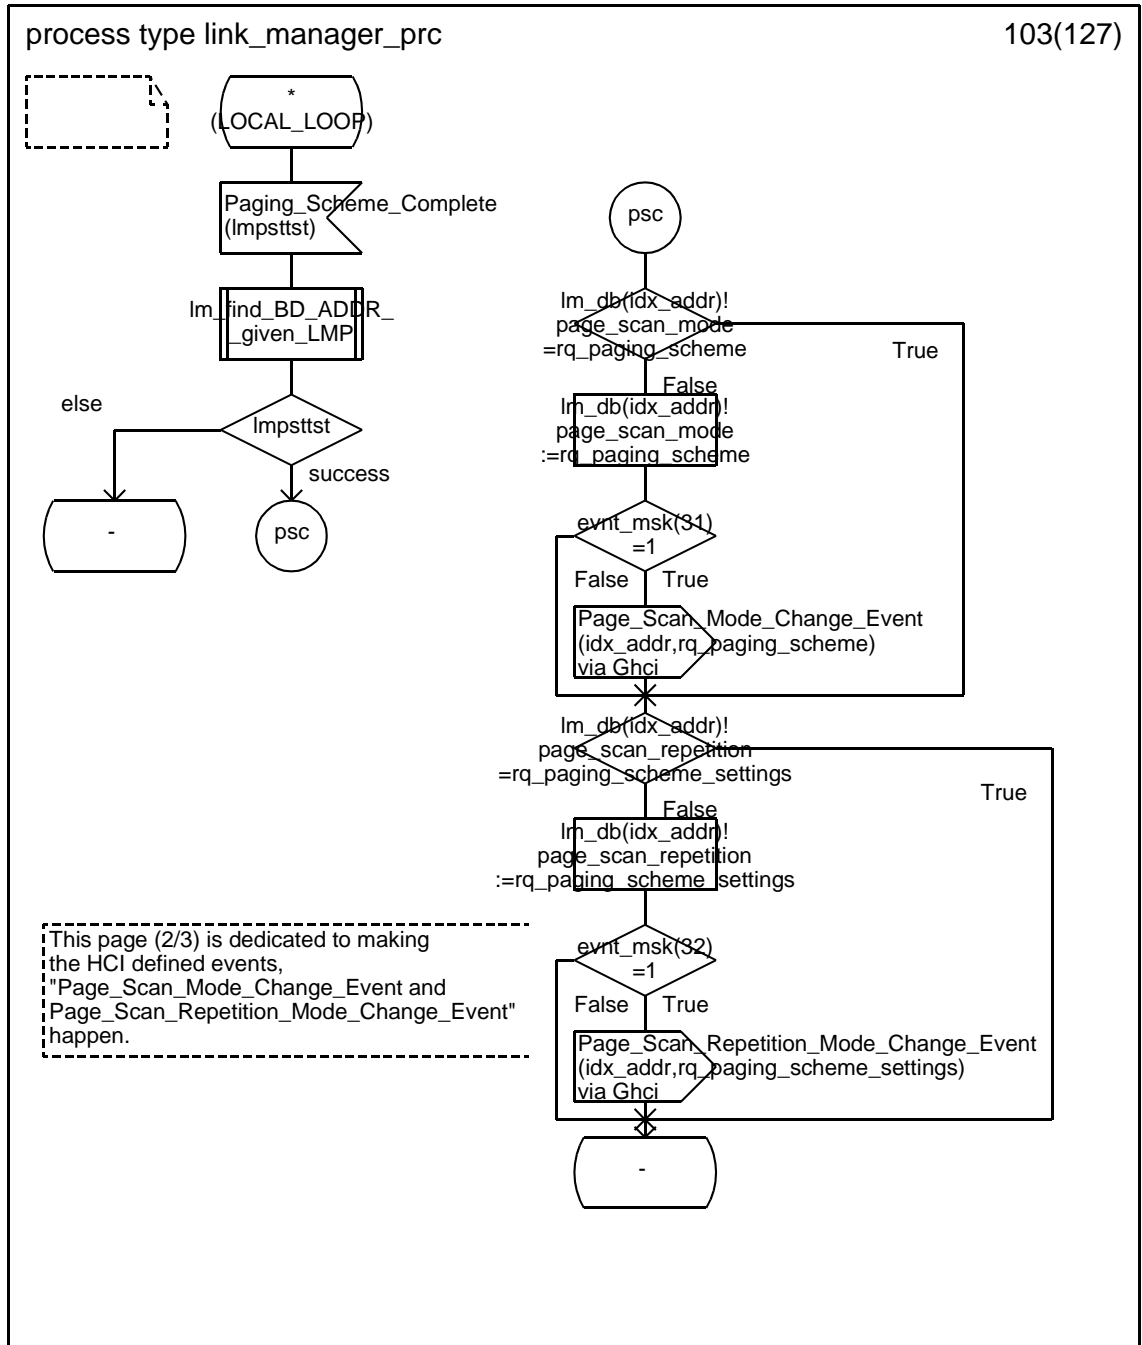 process type link_manager_prc
103(127)
*
(LOCAL_LOOP)
Paging_Scheme_Complete
(lmpsttst)
lm_find_BD_ADDR_
_given_LMP
else
lmpsttst
success
-
psc
psc
lm_db(idx_addr)!
page_scan_mode
=rq_paging_scheme
True
False
lm_db(idx_addr)!
page_scan_mode
:=rq_paging_scheme
evnt_msk(31)
=1
False
True
Page_Scan_Mode_Change_Event
(idx_addr,rq_paging_scheme)
via Ghci
lm_db(idx_addr)!
page_scan_repetition
=rq_paging_scheme_settings
True
False
lm_db(idx_addr)!
page_scan_repetition
:=rq_paging_scheme_settings
This page (2/3) is dedicated to making
the HCI defined events,
"Page_Scan_Mode_Change_Event and
Page_Scan_Repetition_Mode_Change_Event"
happen.
evnt_msk(32)
=1
False
True
Page_Scan_Repetition_Mode_Change_Event
(idx_addr,rq_paging_scheme_settings)
via Ghci
-